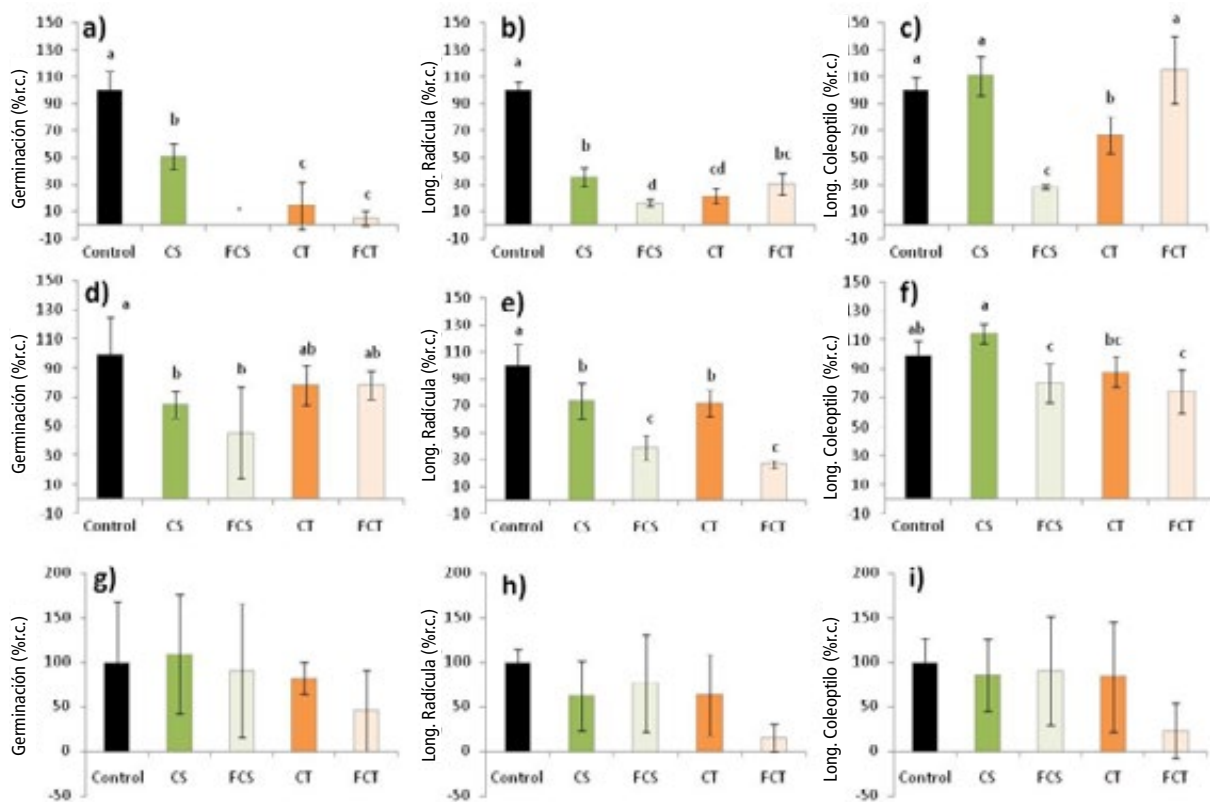 a)
Germinación (%r.c.)
150
130
110
90
70
50
30
10
-10
a
b
c
c
Control CS FCS CT FCT
b)
Long. Radícula (%r.c.)
150
130
110
90
70
50
30
10
-10
a
b
d
cd
bc
Control CS FCS CT FCT
c)
Long. Coleoptilo (%r.c.)
150
130
110
90
70
50
30
10
-10
a
a
c
b
a
Control CS FCS CT FCT
d)
Germinación (%r.c.)
150
130
110
90
70
50
30
10
-10
a
b
b
ab
ab
Control CS FCS CT FCT
e)
Long. Radícula (%r.c.)
150
130
110
90
70
50
30
10
-10
a
b
c
b
c
Control CS FCS CT FCT
f)
Long. Coleoptilo (%r.c.)
150
130
110
90
70
50
30
10
-10
ab
a
c
bc
c
Control CS FCS CT FCT
g)
Germinación (%r.c.)
200
150
100
50
0
-50
Control CS FCS CT FCT
h)
Long. Radícula (%r.c.)
200
150
100
50
0
-50
Control CS FCS CT FCT
i)
Long. Coleoptilo (%r.c.)
200
150
100
50
0
-50
Control CS FCS CT FCT